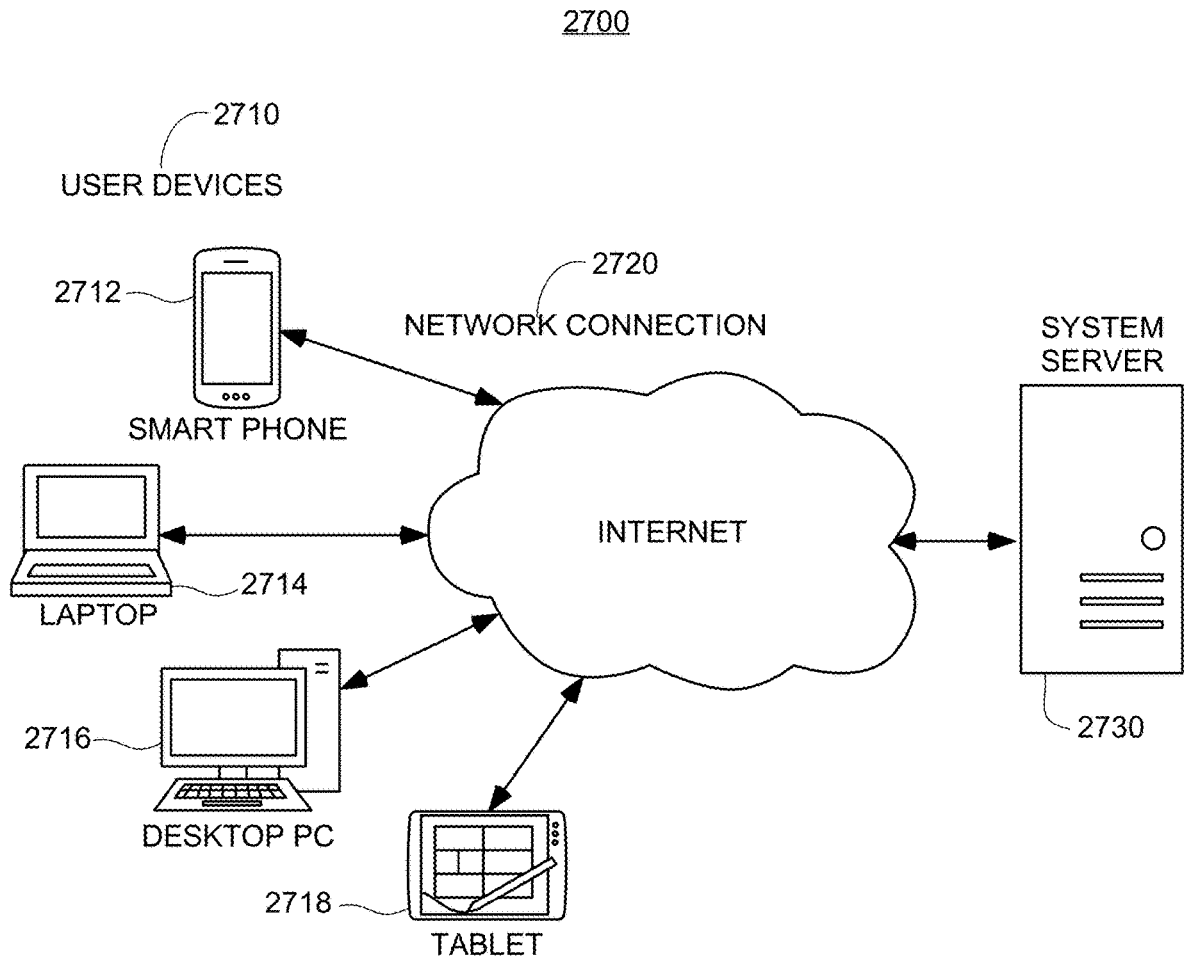 2700
2710
USER DEVICES
2712
SMART PHONE
2720
NETWORK CONNECTION
SYSTEM
SERVER
INTERNET
2714
LAPTOP
2716
DESKTOP PC
2730
2718
TABLET